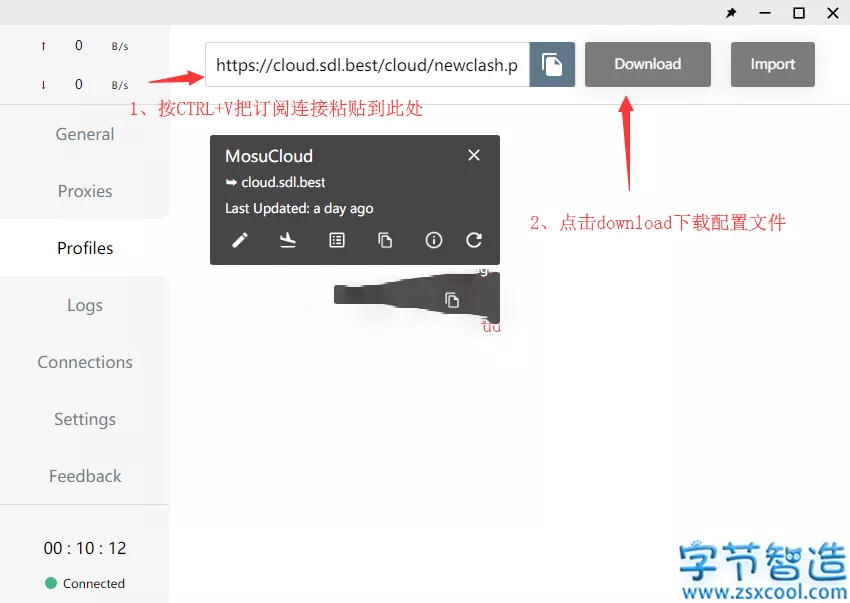 ↑ 0 B/s
↓ 0 B/s
https://cloud.sdl.best/cloud/newclash.p
Download
Import
1、按CTRL+V把订阅连接粘贴到此处
General
Proxies
Profiles
Logs
Connections
Settings
Feedback
MosuCloud
cloud.sdl.best
Last Updated: a day ago
2、点击download下载配置文件
00 : 10 : 12
Connected
字节智造
www.zsxcool.com